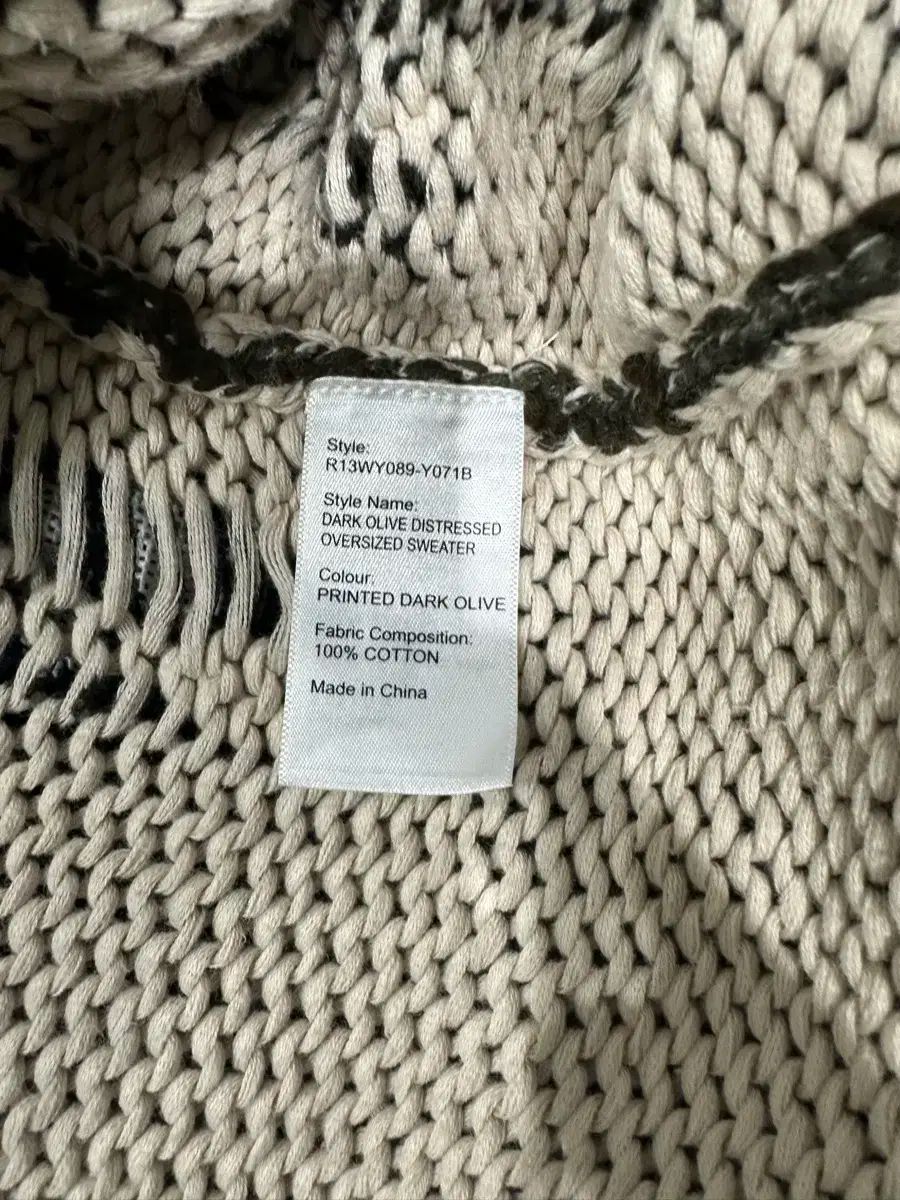 Style:
R13WY089-Y071B
Style Name:
DARK OLIVE DISTRESSED
OVERSIZED SWEATER
Colour:
PRINTED DARK OLIVE
Fabric Composition:
100% COTTON
Made in China